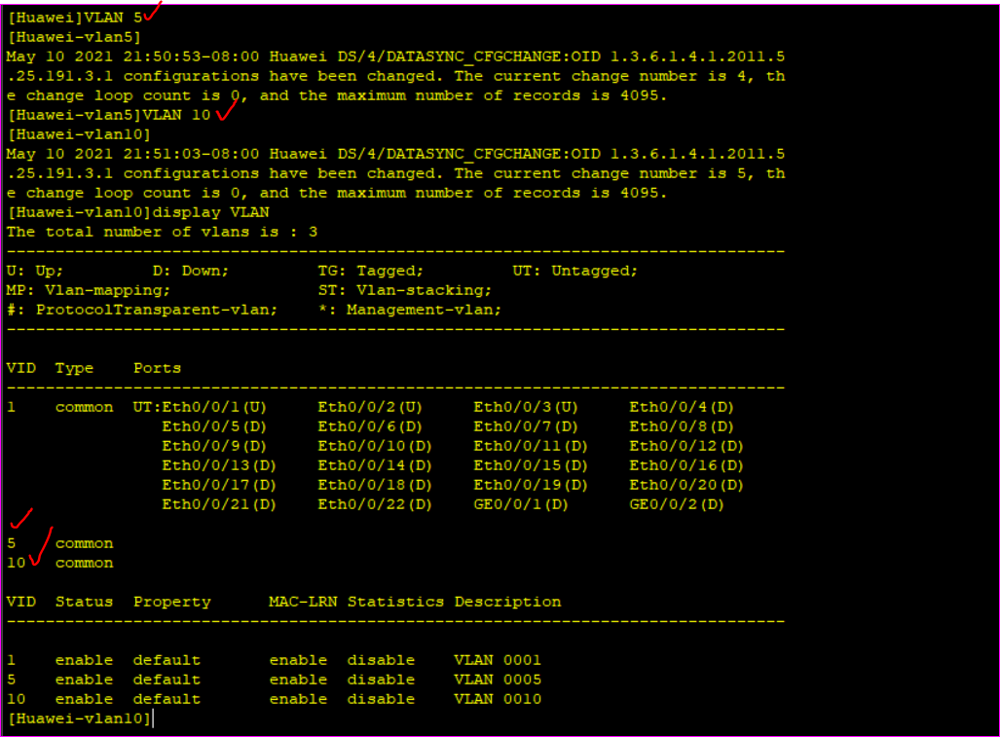 [Huawei]VLAN 5
[Huawei-vlan5]
May 10 2021 21:50:53-08:00 Huawei DS/4/DATASYNC_CFGCHANGE:OID 1.3.6.1.4.1.2011.5
.25.191.3.1 configurations have been changed. The current change number is 4, th
e change loop count is 0, and the maximum number of records is 4095.
[Huawei-vlan5]VLAN 10
[Huawei-vlan10]
May 10 2021 21:51:03-08:00 Huawei DS/4/DATASYNC_CFGCHANGE:OID 1.3.6.1.4.1.2011.5
.25.191.3.1 configurations have been changed. The current change number is 5, th
e change loop count is 0, and the maximum number of records is 4095.
[Huawei-vlan10]display VLAN
The total number of vlans is : 3
--------------------------------------------------------------------------------
U: Up;         D: Down;         TG: Tagged;         UT: Untagged;
MP: Vlan-mapping;               ST: Vlan-stacking;
#: ProtocolTransparent-vlan;    *: Management-vlan;
--------------------------------------------------------------------------------
VID  Type    Ports
--------------------------------------------------------------------------------
1    common  UT:Eth0/0/1(U)     Eth0/0/2(U)     Eth0/0/3(U)     Eth0/0/4(D)
                Eth0/0/5(D)     Eth0/0/6(D)     Eth0/0/7(D)     Eth0/0/8(D)
                Eth0/0/9(D)     Eth0/0/10(D)    Eth0/0/11(D)    Eth0/0/12(D)
                Eth0/0/13(D)    Eth0/0/14(D)    Eth0/0/15(D)    Eth0/0/16(D)
                Eth0/0/17(D)    Eth0/0/18(D)    Eth0/0/19(D)    Eth0/0/20(D)
                Eth0/0/21(D)    Eth0/0/22(D)    GE0/0/1(D)      GE0/0/2(D)
5    common
10   common
VID  Status  Property      MAC-LRN Statistics Description
--------------------------------------------------------------------------------
1    enable  default       enable  disable    VLAN 0001
5    enable  default       enable  disable    VLAN 0005
10   enable  default       enable  disable    VLAN 0010
[Huawei-vlan10]